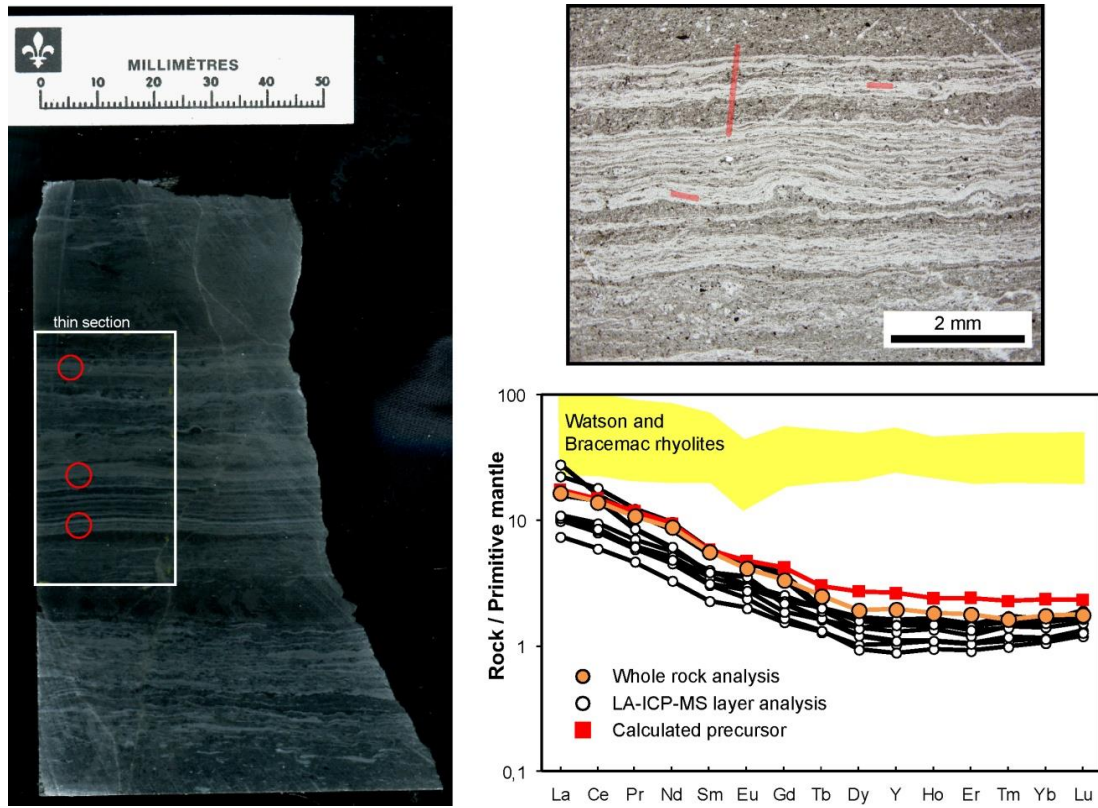 MILLIMÈTRES
0 10 20 30 40 50
thin section
2 mm
100
10
1
0,1
Rock / Primitive mantle
Watson and
Bracemac rhyolites
Whole rock analysis
LA-ICP-MS layer analysis
Calculated precursor
La Ce Pr Nd Sm Eu Gd Tb Dy Y Ho Er Tm Yb Lu